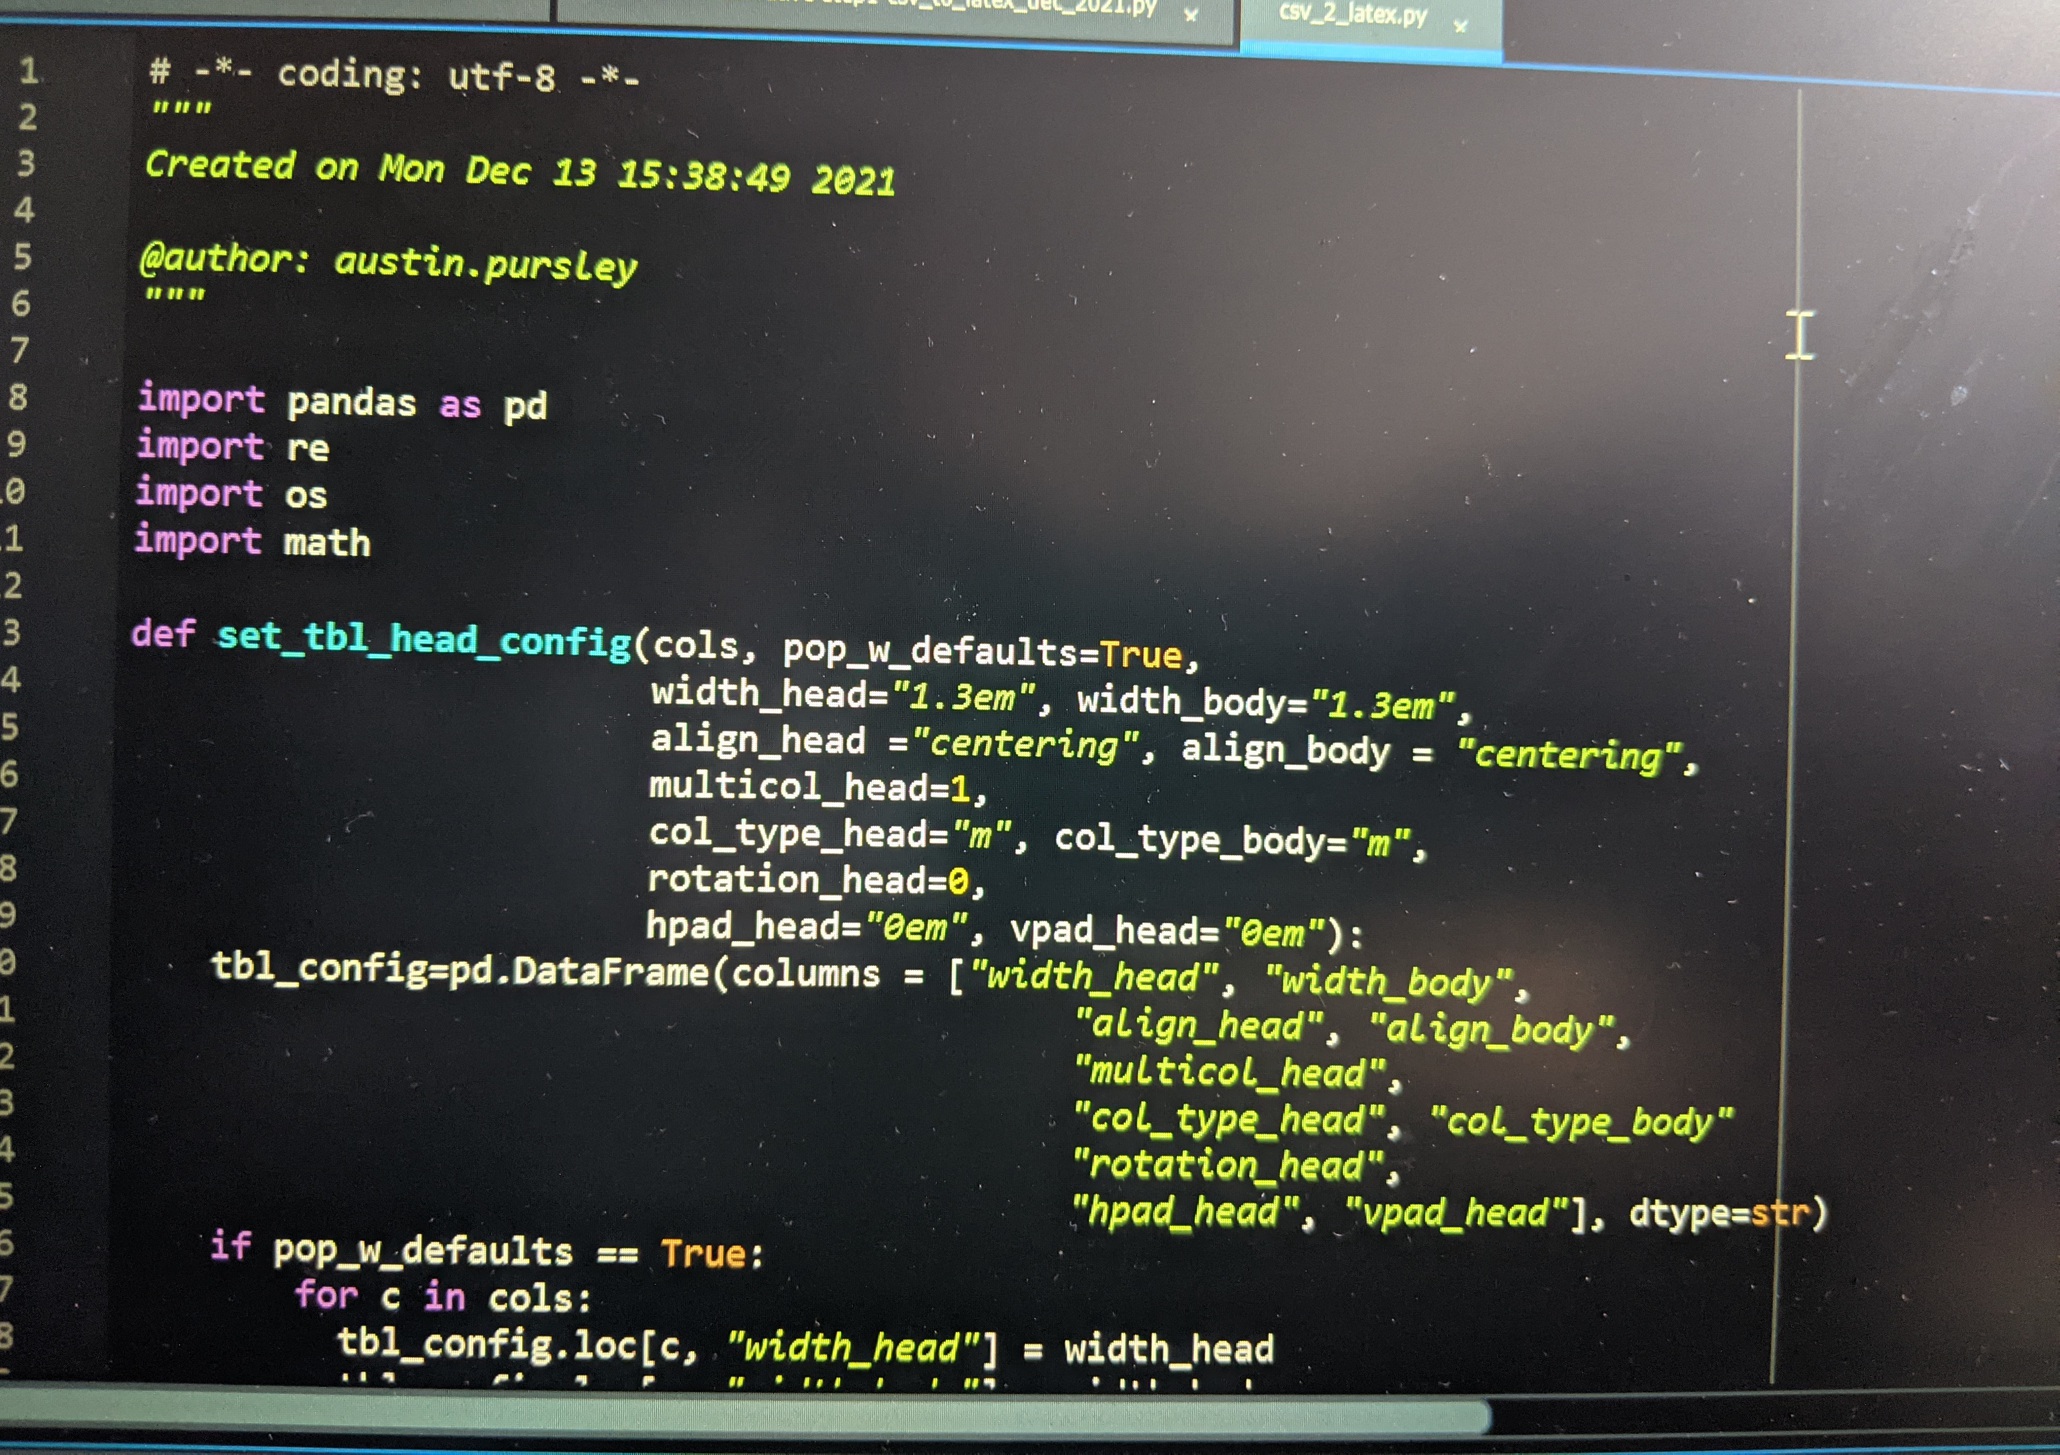 csv_to_latex_dec_2021.py × csv_2_latex.py ×
1 # -*- coding: utf-8 -*-
2 """
3 Created on Mon Dec 13 15:38:49 2021
4
5 @author: austin.pursley
6 """
7
8 import pandas as pd
9 import re
0 import os
1 import math
2
3 def set_tbl_head_config(cols, pop_w_defaults=True,
4 width_head="1.3em", width_body="1.3em",
5 align_head ="centering", align_body = "centering",
6 multicol_head=1,
7 col_type_head="m", col_type_body="m",
8 rotation_head=0,
9 hpad_head="0em", vpad_head="0em"):
0 tbl_config=pd.DataFrame(columns = ["width_head", "width_body",
1 "align_head", "align_body",
2 "multicol_head",
3 "col_type_head", "col_type_body"
4 "rotation_head",
5 "hpad_head", "vpad_head"], dtype=str)
6 if pop_w_defaults == True:
7 for c in cols:
8 tbl_config.loc[c, "width_head"] = width_head